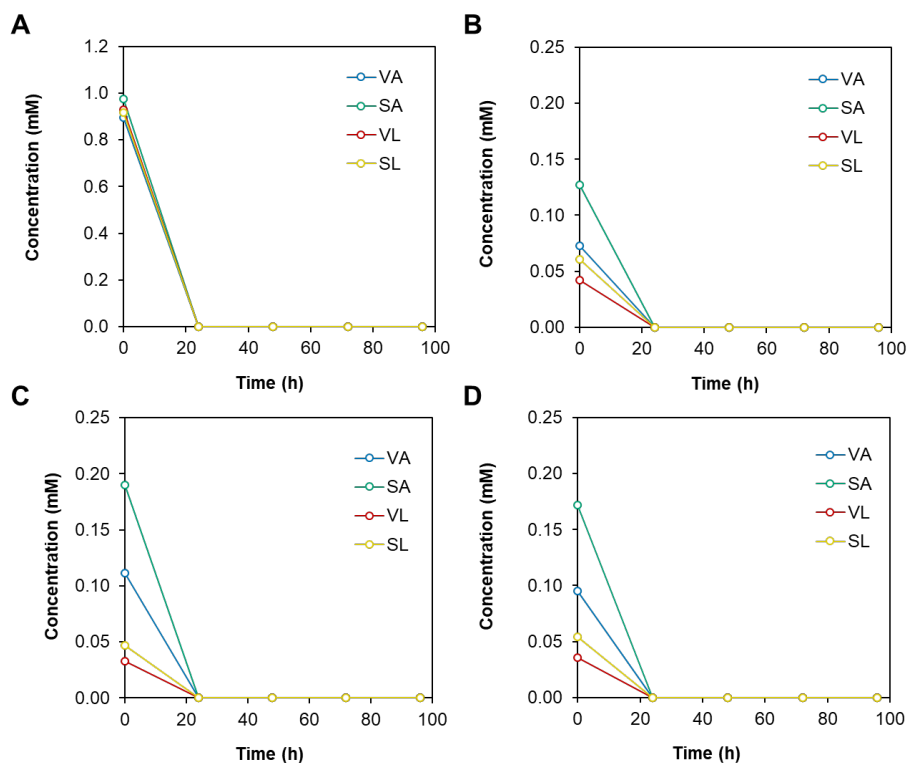 A
Concentration (mM)
1.2
1.0
0.8
0.6
0.4
0.2
0.0
0 20 40 60 80 100
Time (h)
VA
SA
VL
SL
B
Concentration (mM)
0.25
0.20
0.15
0.10
0.05
0.00
0 20 40 60 80 100
Time (h)
VA
SA
VL
SL
C
Concentration (mM)
0.25
0.20
0.15
0.10
0.05
0.00
0 20 40 60 80 100
Time (h)
VA
SA
VL
SL
D
Concentration (mM)
0.25
0.20
0.15
0.10
0.05
0.00
0 20 40 60 80 100
Time (h)
VA
SA
VL
SL